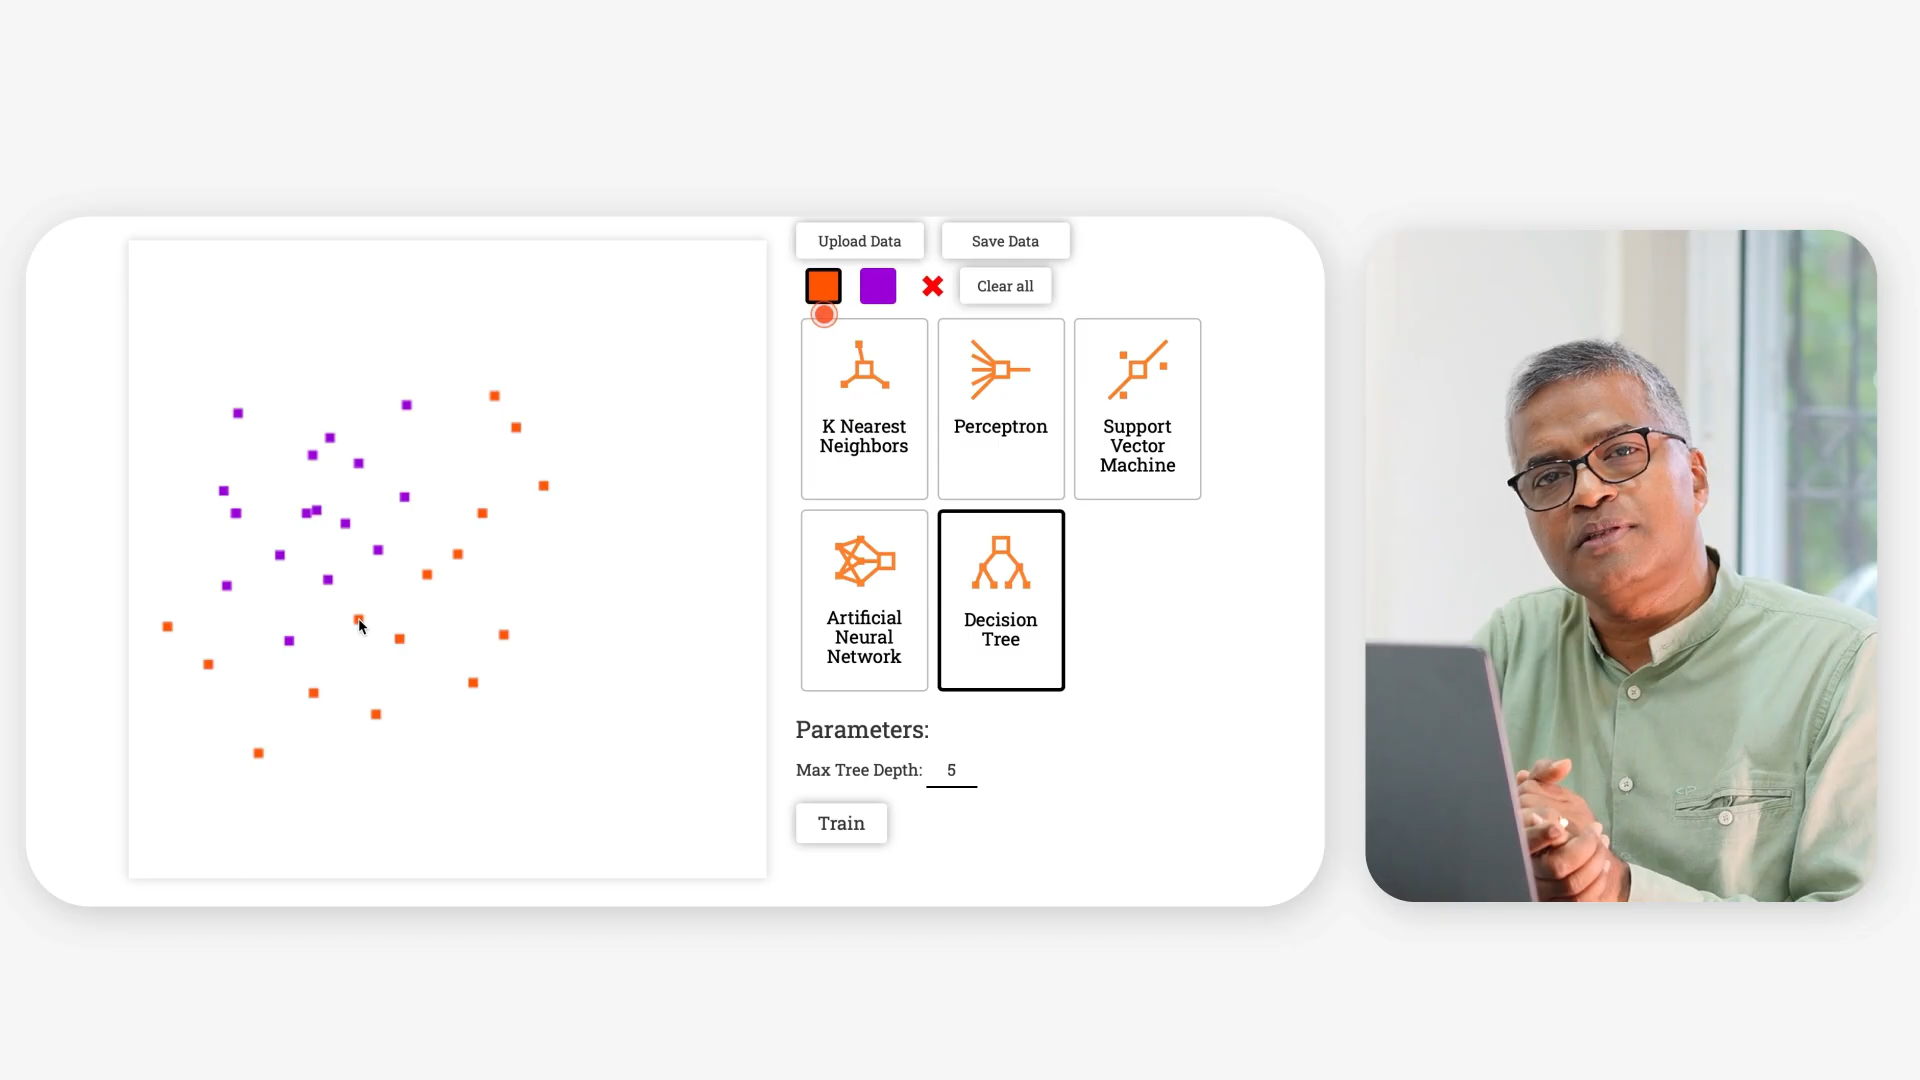 Upload Data
Save Data
Clear all
K Nearest
Neighbors
Perceptron
Support
Vector
Machine
Artificial
Neural
Network
Decision
Tree
Parameters:
Max Tree Depth: 5
Train